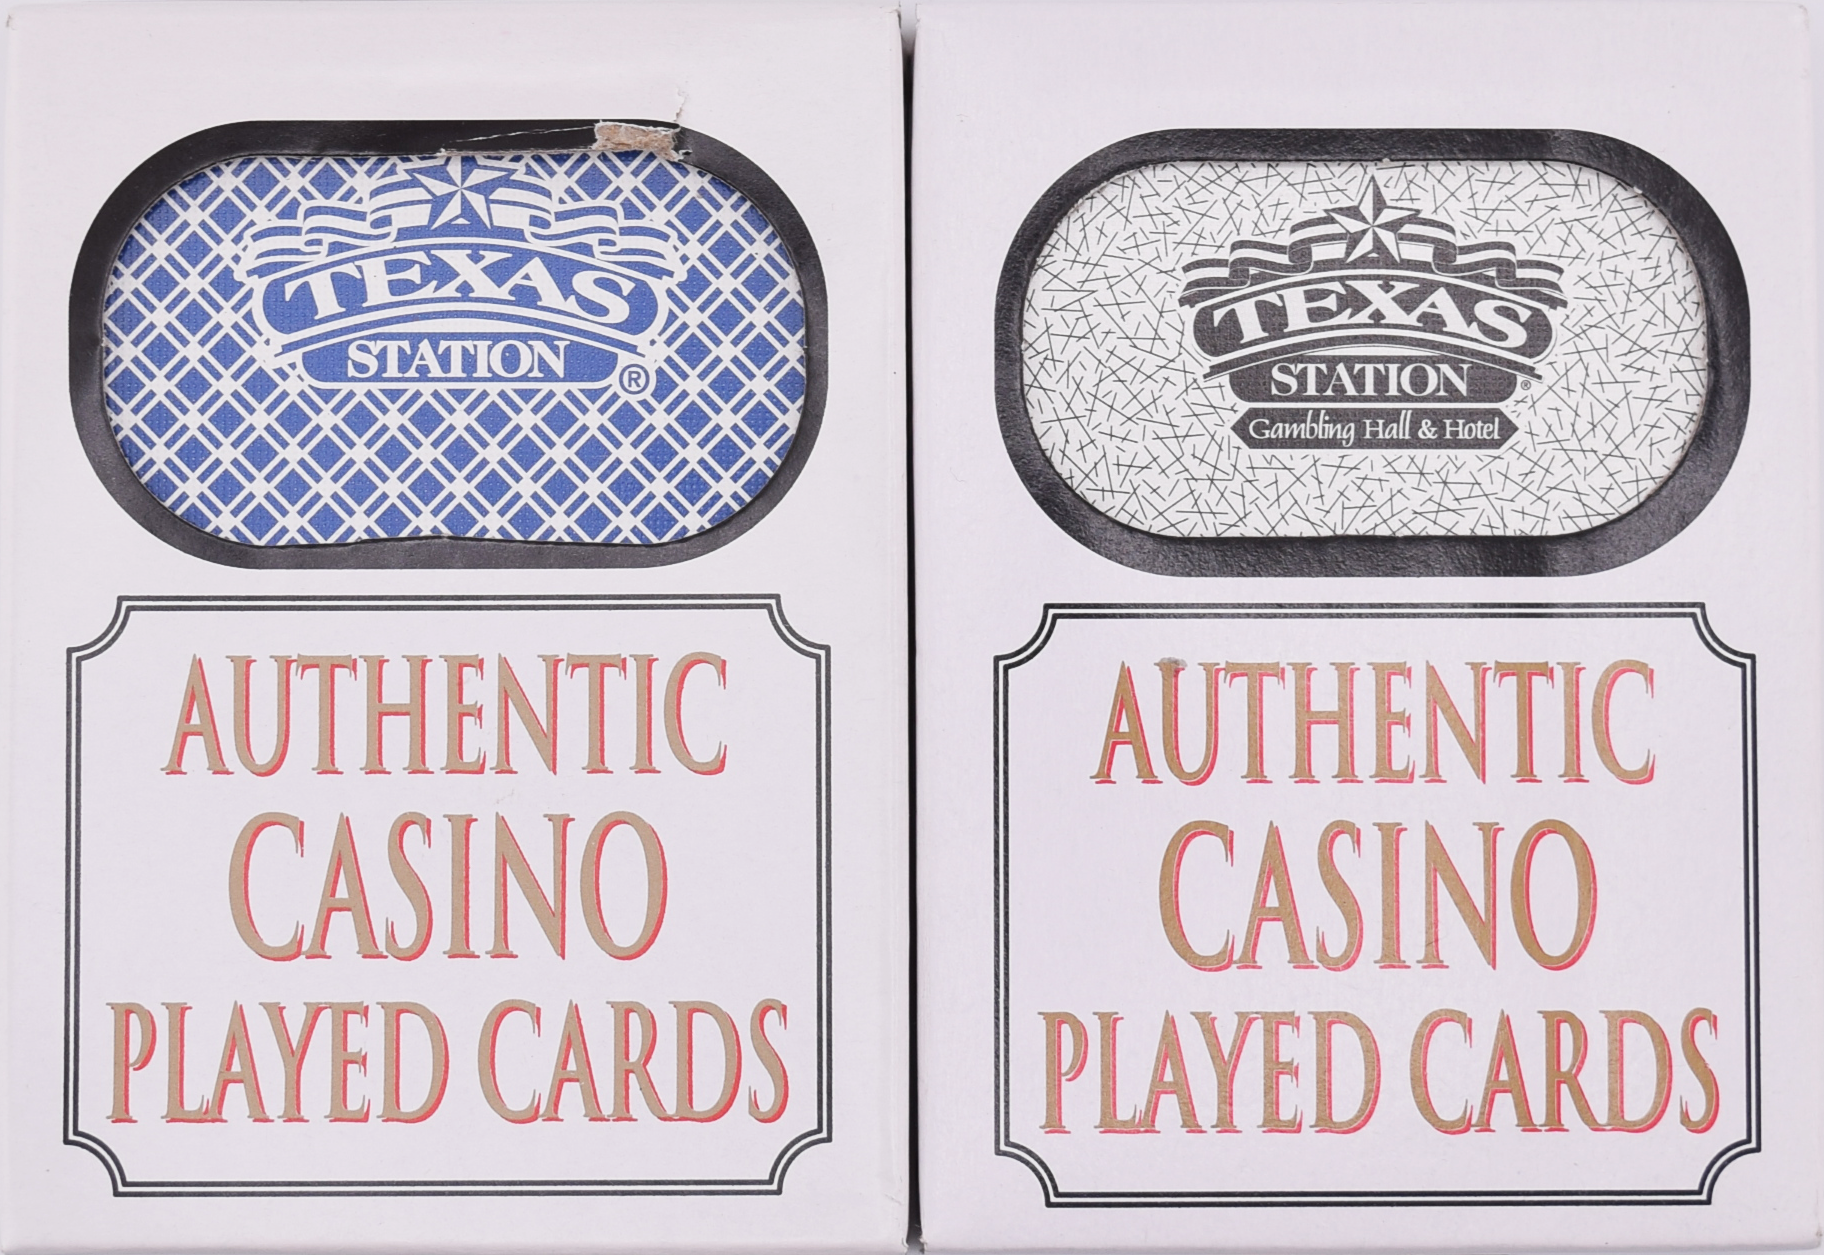 TEXAS
STATION
®
AUTHENTIC
CASINO
PLAYED CARDS
TEXAS
STATION
®
Gambling Hall & Hotel
AUTHENTIC
CASINO
PLAYED CARDS